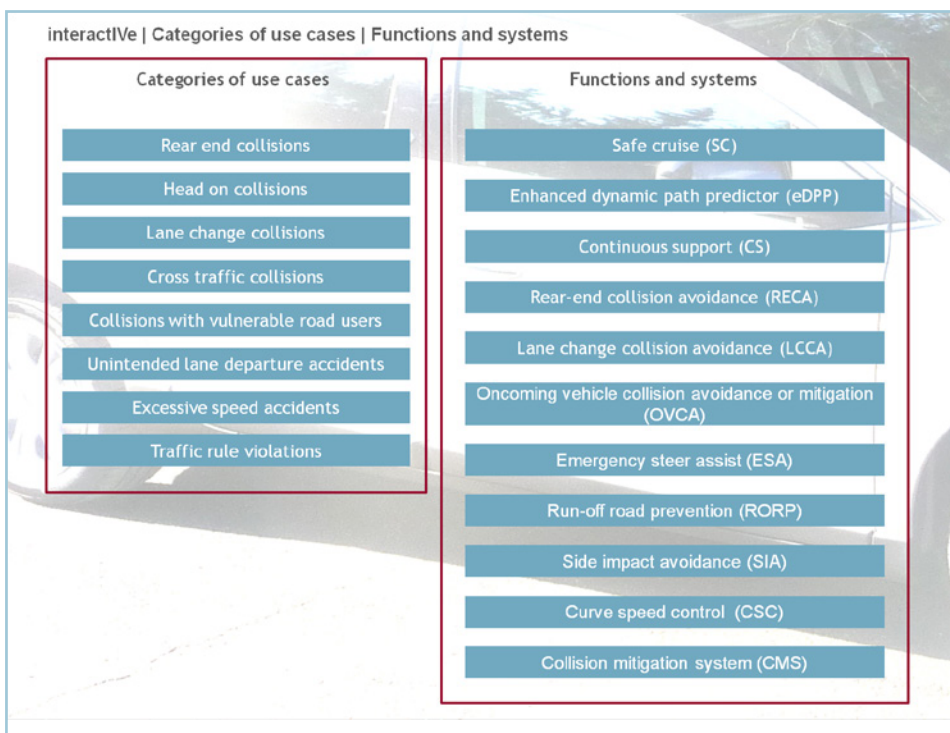 interactIVe | Categories of use cases | Functions and systems
Categories of use cases
Rear end collisions
Head on collisions
Lane change collisions
Cross traffic collisions
Collisions with vulnerable road users
Unintended lane departure accidents
Excessive speed accidents
Traffic rule violations
Functions and systems
Safe cruise (SC)
Enhanced dynamic path predictor (eDPP)
Continuous support (CS)
Rear-end collision avoidance (RECA)
Lane change collision avoidance (LCCA)
Oncoming vehicle collision avoidance or mitigation
(OVCA)
Emergency steer assist (ESA)
Run-off road prevention (RORP)
Side impact avoidance (SIA)
Curve speed control (CSC)
Collision mitigation system (CMS)